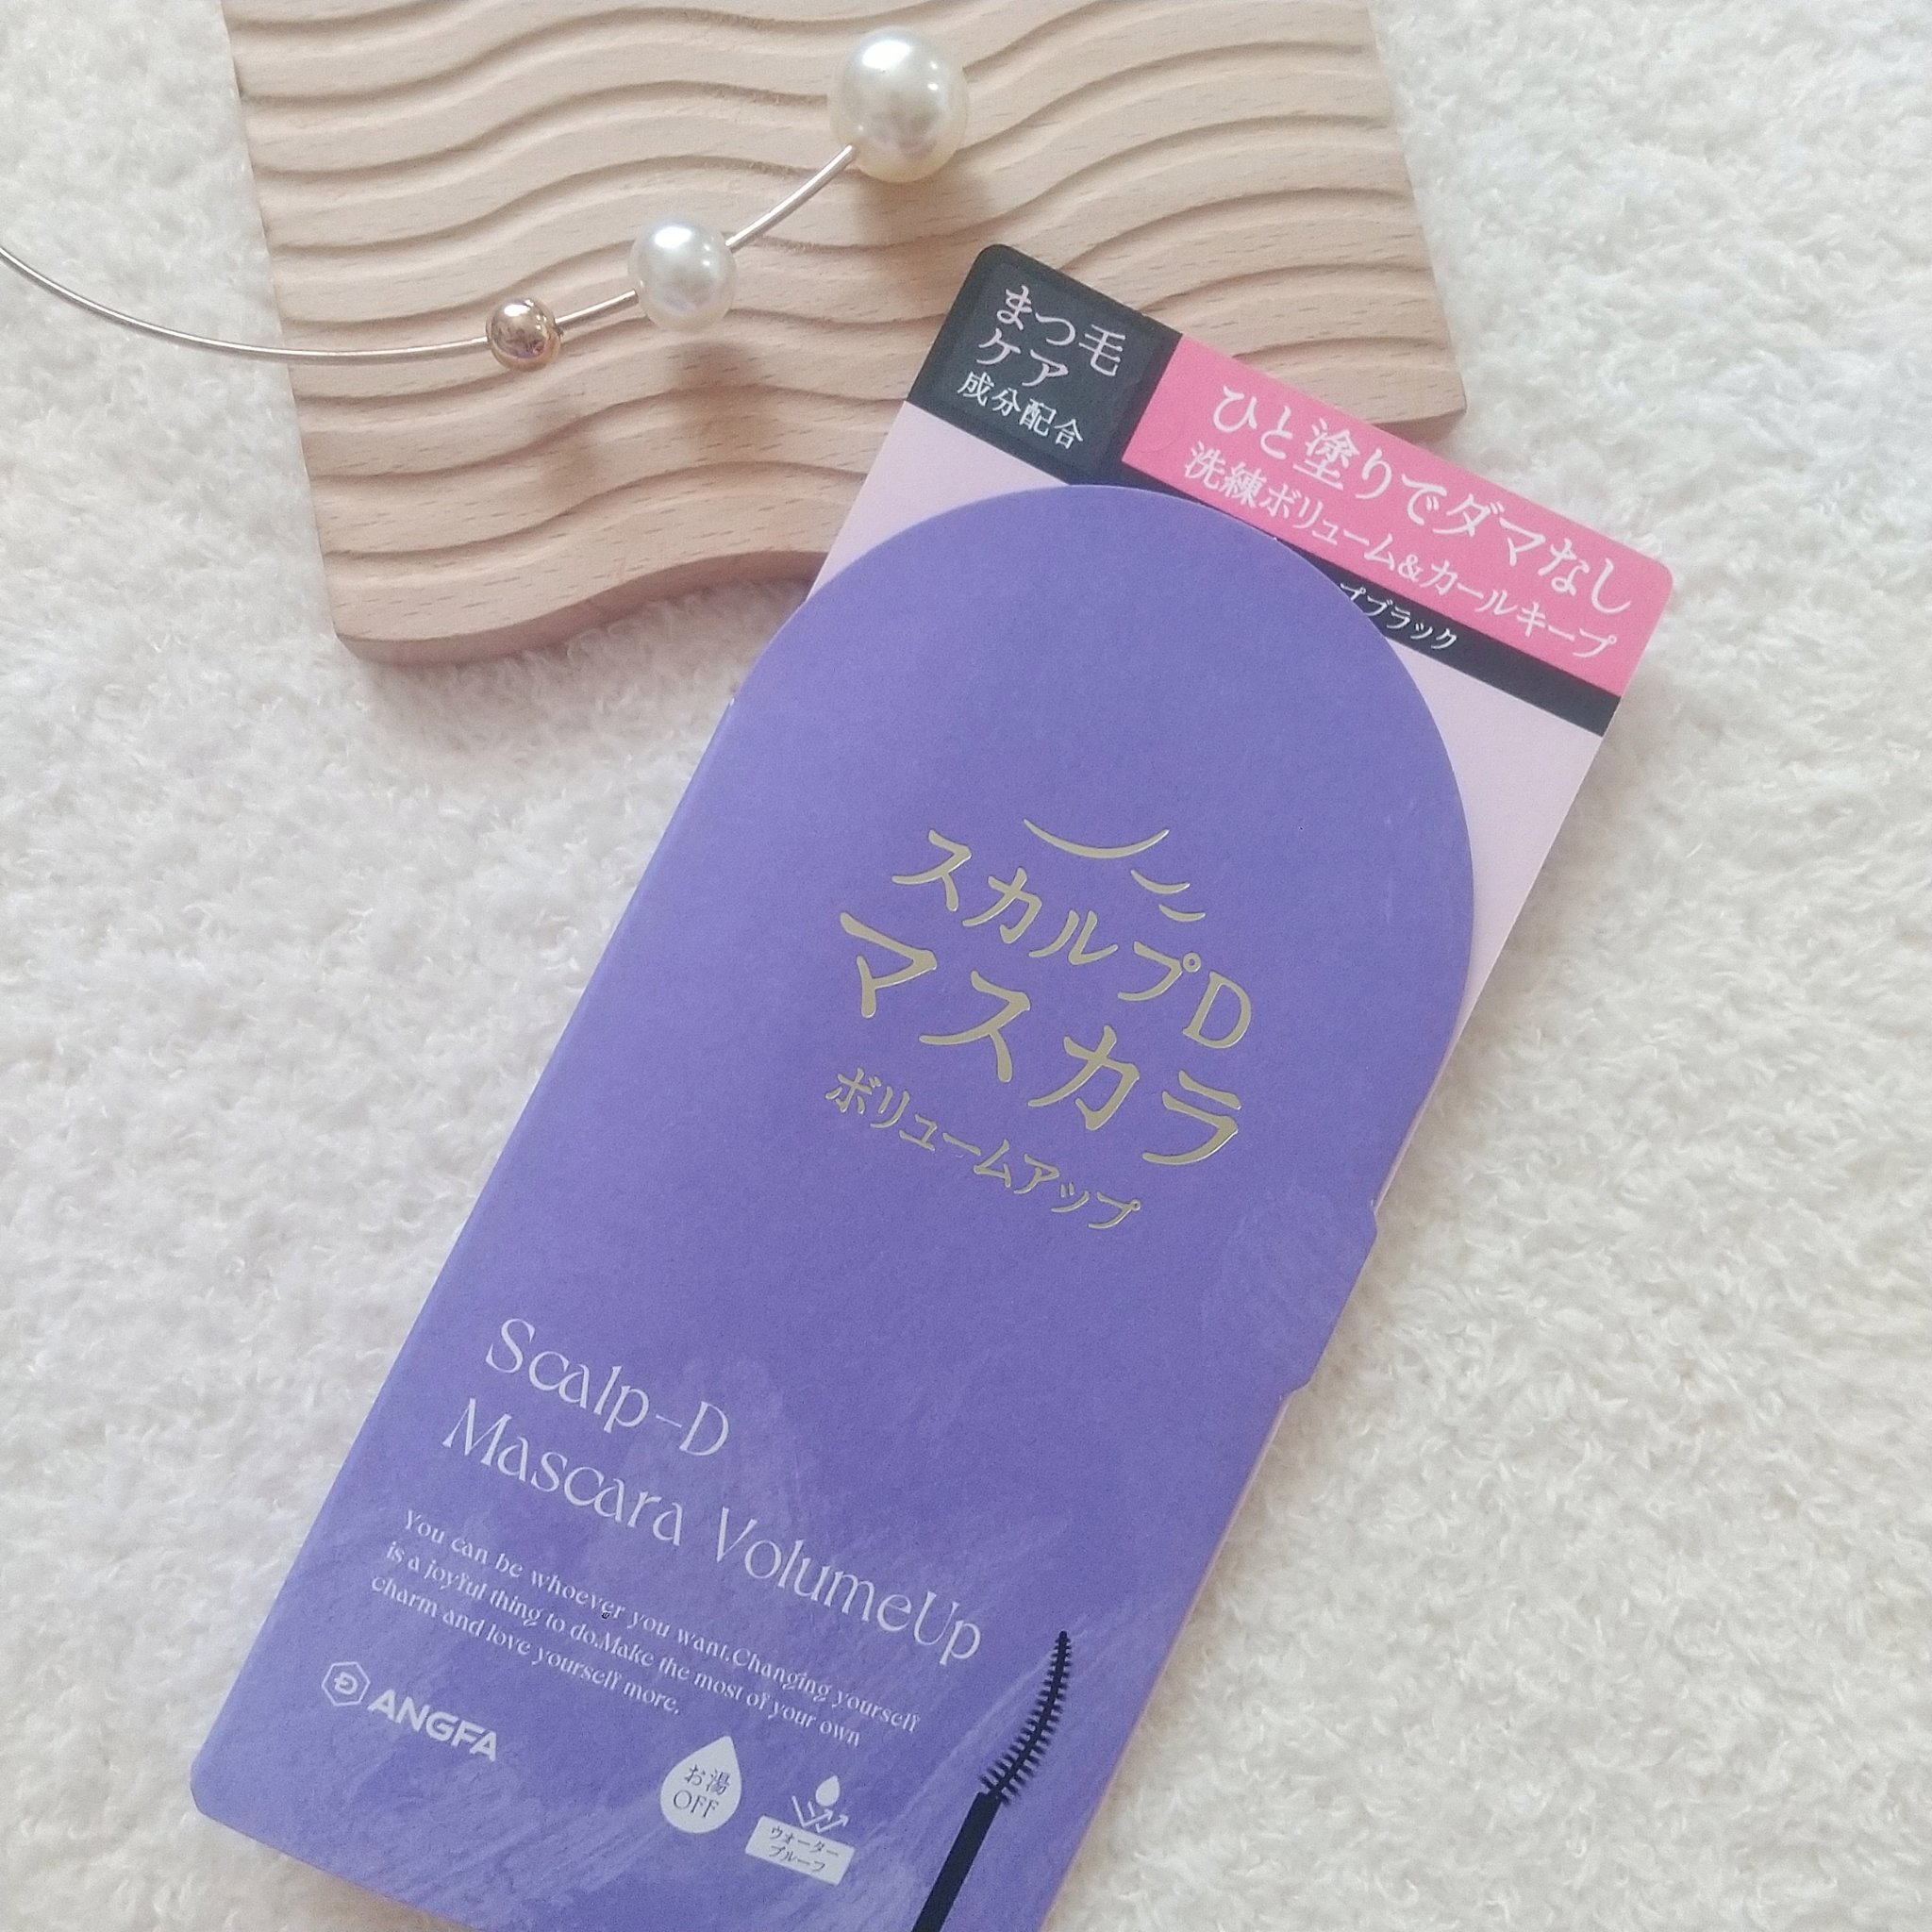 まつ毛
ケア
成分配合
ひと塗りでダマなし
洗練ボリューム&カールキープ
ブラック
スカルプD
マスカラ
ボリュームアップ
Scalp-D
Mascara VolumeUp
You can be whoever you want.Changing yourself
is a joyful thing to do.Make the most of your own
charm and love yourself more.
ANGFA
お湯
OFF
ウォーター
プルーフ